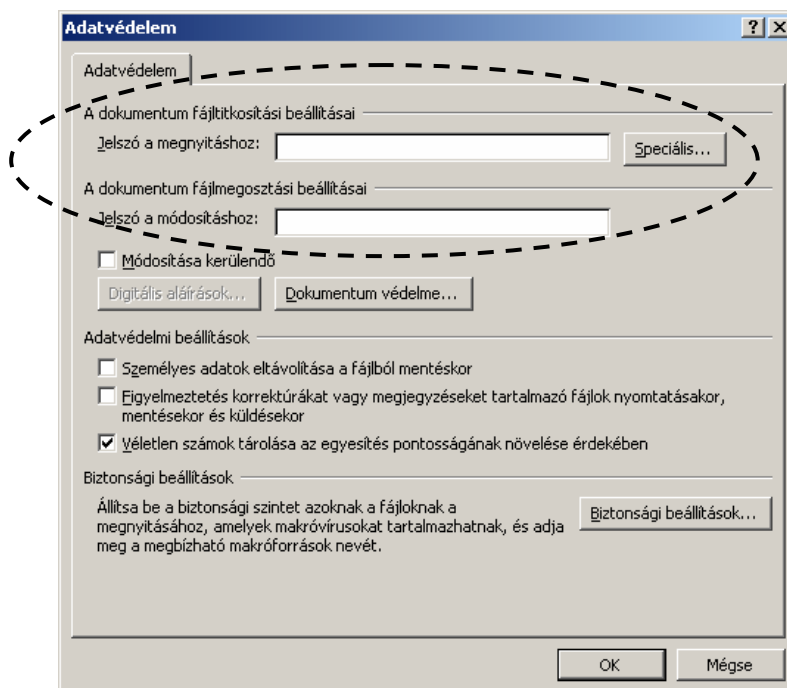 Adatvédelem
Adatvédelem
A dokumentum fájltitkosítási beállításai
Jelszó a megnyitáshoz:
Speciális...
A dokumentum fájlmegosztási beállításai
Jelszó a módosításhoz:
Módosítása kerülendő
Digitális aláírások...
Dokumentum védelme...
Adatvédelmi beállítások
Személyes adatok eltávolítása a fájlból mentéskor
Figyelmeztetés korrektúrákat vagy megjegyzéseket tartalmazó fájlok nyomtatásakor,
mentésekor és küldésekor
Véletlen számok tárolása az egyesítés pontosságának növelése érdekében
Biztonsági beállítások
Állítsa be a biztonsági szintet azoknak a fájloknak a
megnyitásához, amelyek makróvírusokat tartalmazhatnak, és adja
meg a megbízható makróforrások nevét.
Biztonsági beállítások...
OK
Mégse